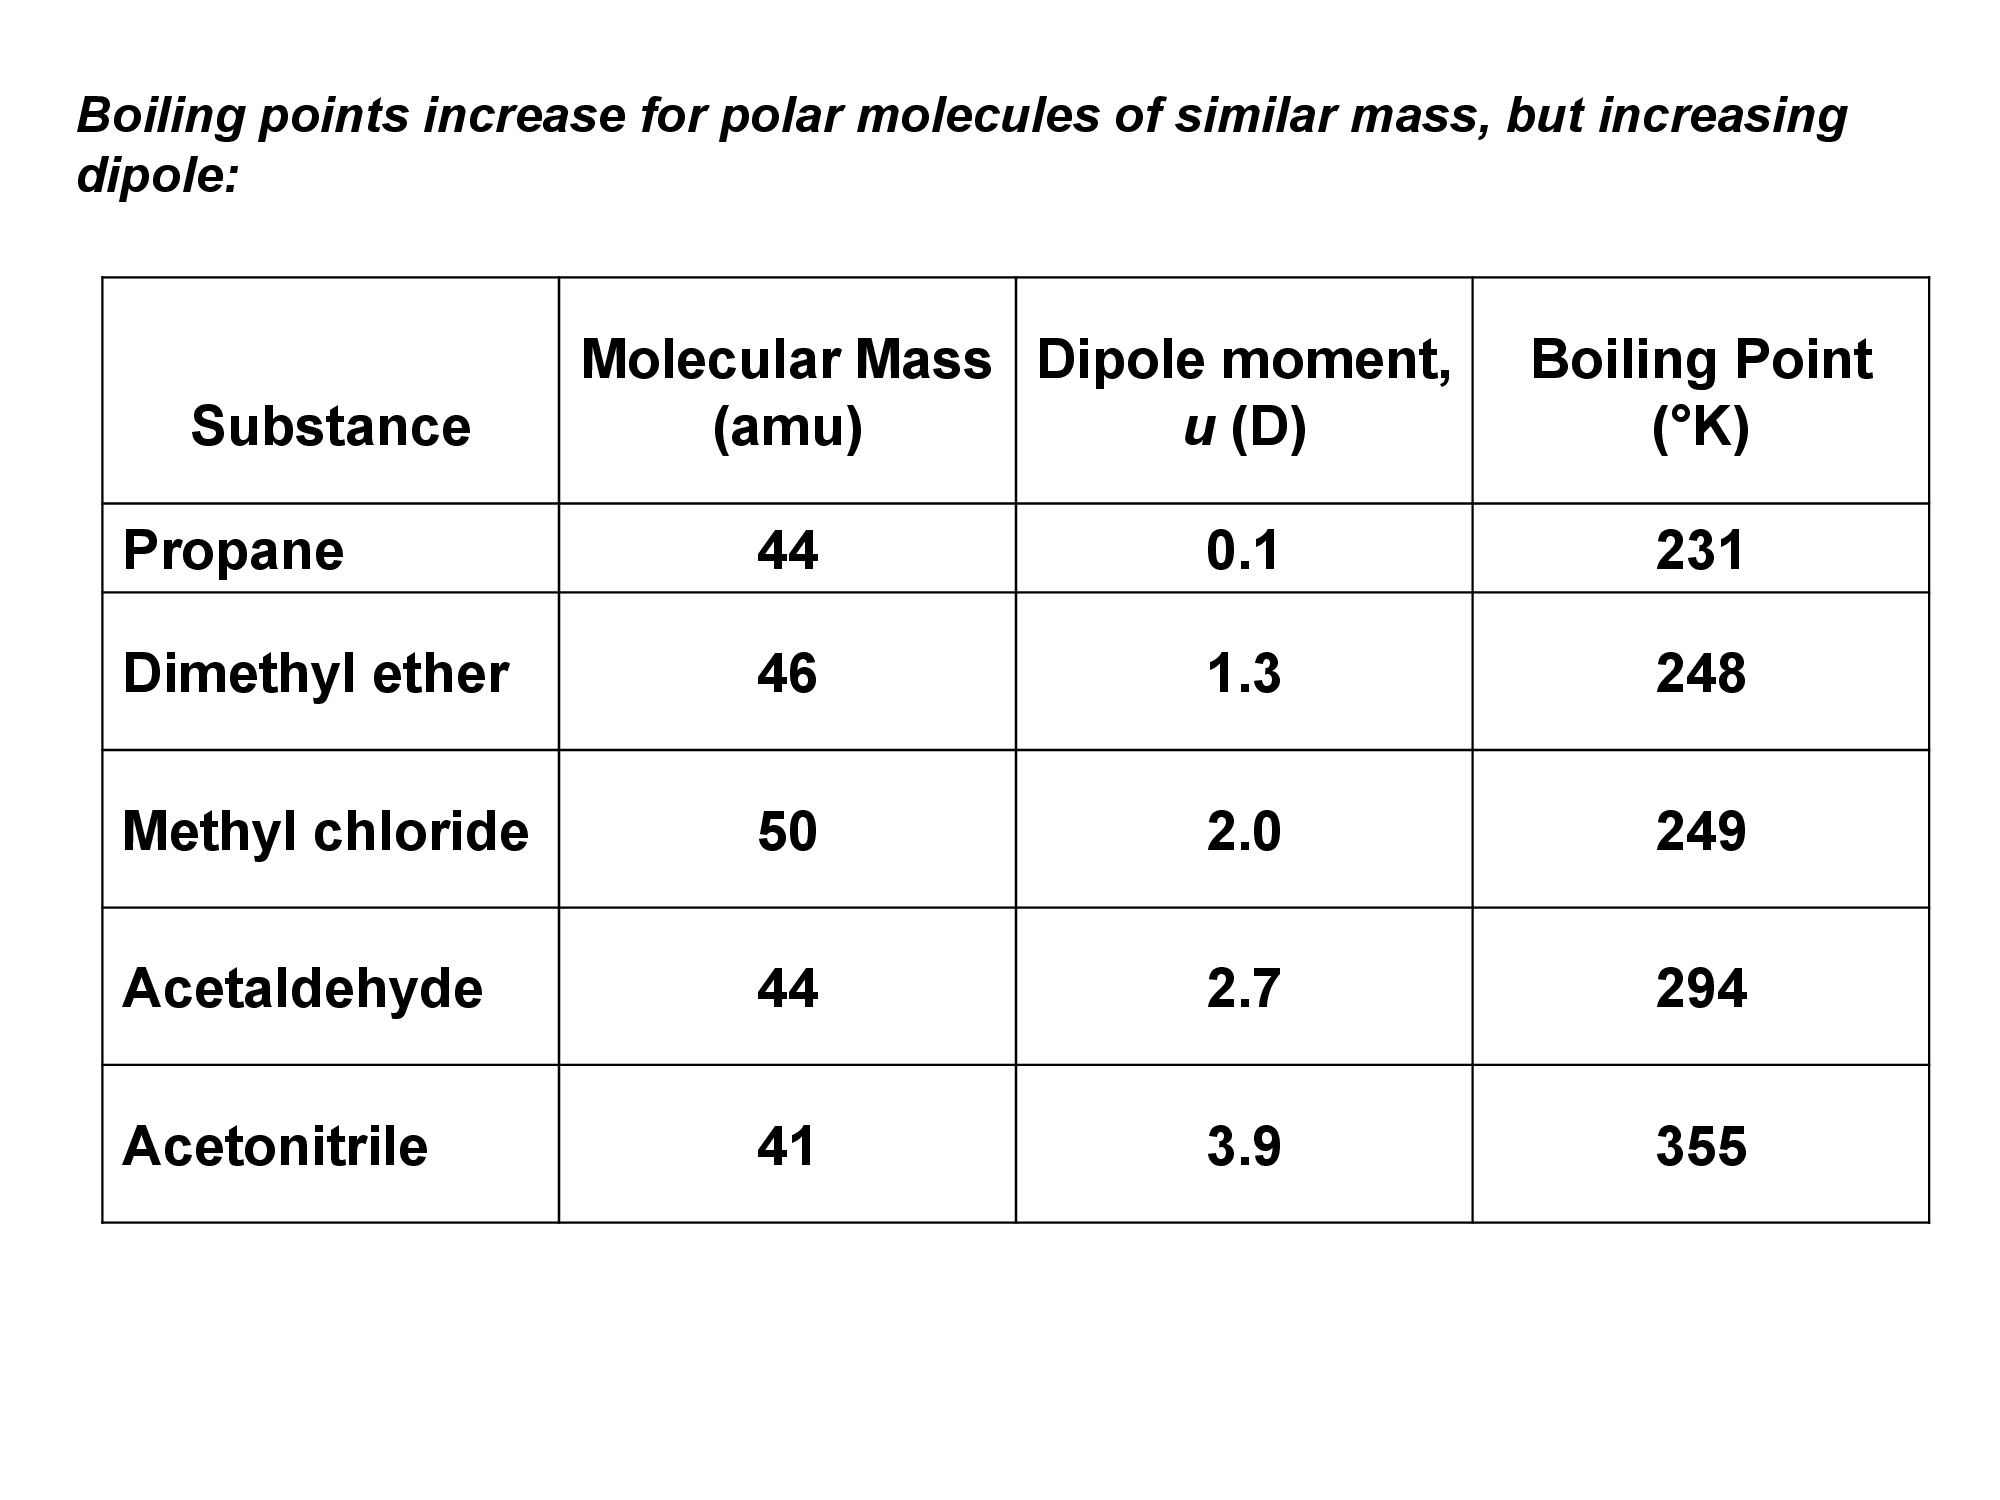 Boiling points increase for polar molecules of similar mass, but increasing
dipole:
Substance
Molecular Mass
(amu)
Dipole moment,
u (D)
Boiling Point
(°K)
Propane 44 0.1 231
Dimethyl ether 46 1.3 248
Methyl chloride 50 2.0 249
Acetaldehyde 44 2.7 294
Acetonitrile 41 3.9 355